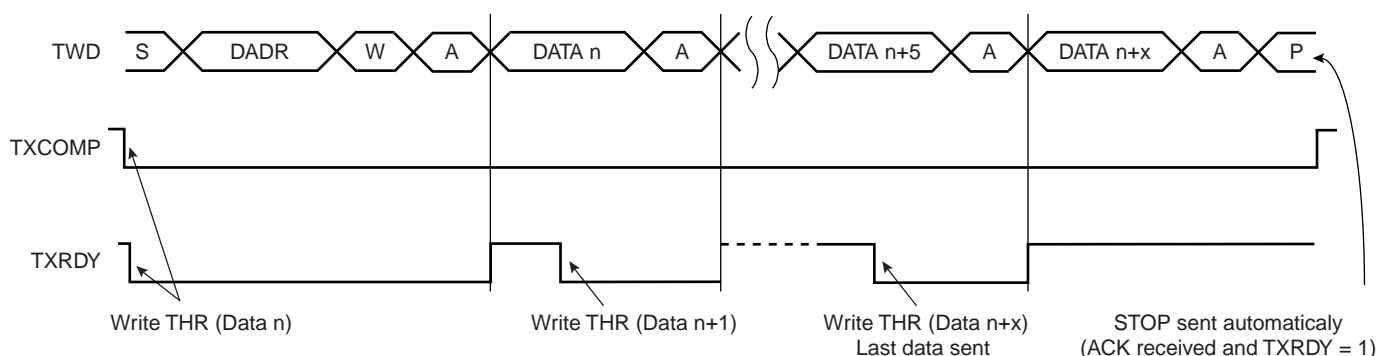 TWD S DADR W A DATA n A DATA n+5 A DATA n+x A P
TXCOMP
TXRDY
Write THR (Data n)
Write THR (Data n+1)
Write THR (Data n+x)
Last data sent
STOP sent automaticaly
(ACK received and TXRDY = 1)